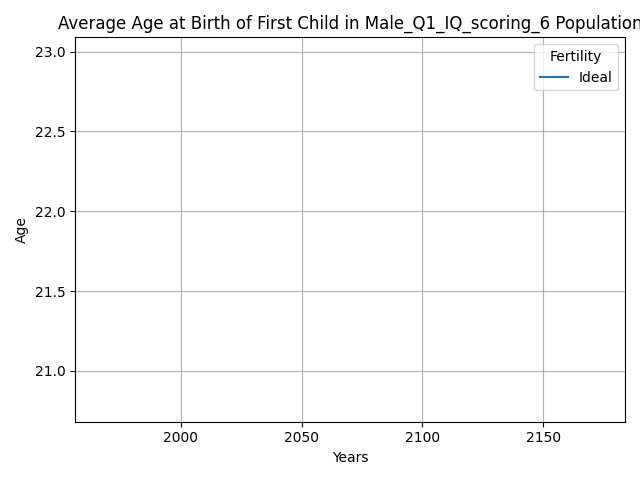 Average Age at Birth of First Child in Male_Q1_IQ_scoring_6 Population
23.0
22.5
22.0
21.5
21.0
Age
Fertility
Ideal
2000
2050
2100
2150
Years